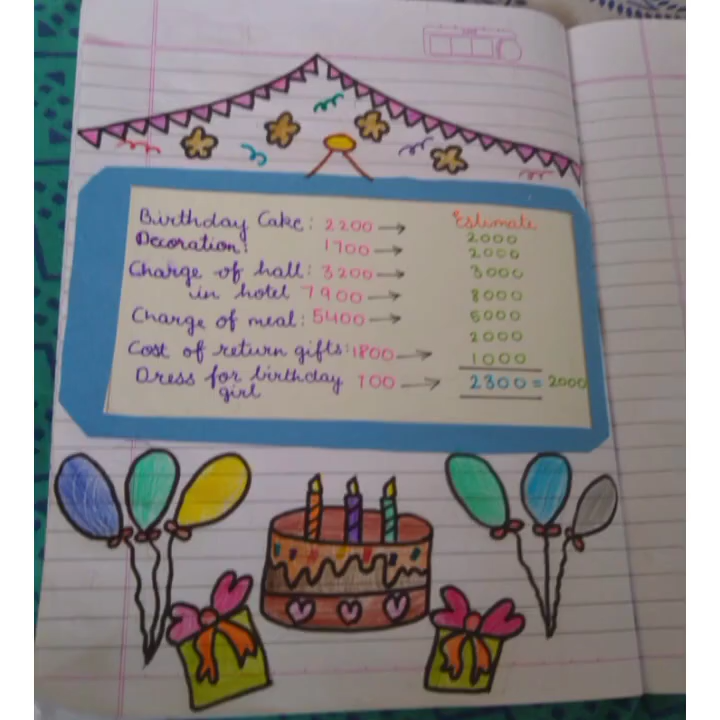 Estimate
Birthday Cake: 2200 → 2000
Decoration: 1700 → 2000
Charge of hall: 3200 → 3000
in hotel 7900 → 8000
Charge of meal: 5400 → 5000
2000
Cost of return gifts: 1800 → 1000
Dress for birthday 700 → 2300 = 2000
girl